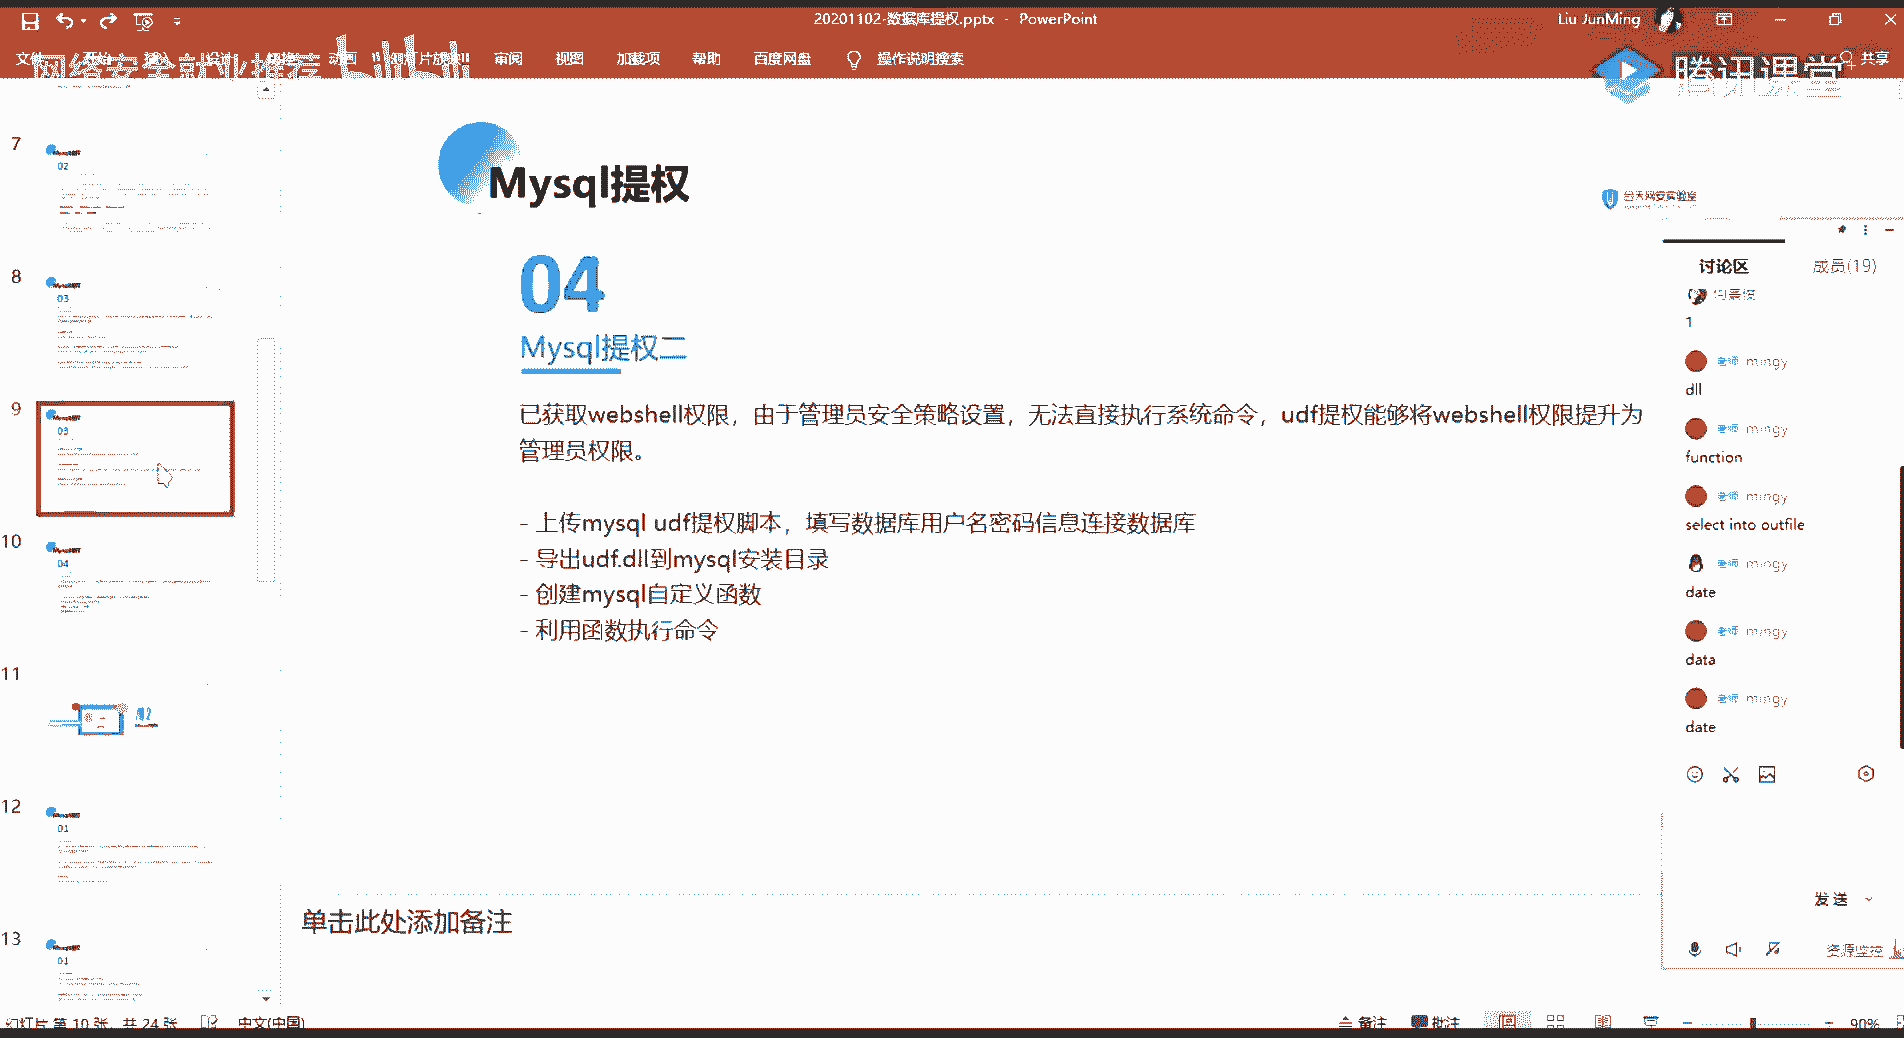 20201102-数据库提权.pptx - PowerPoint
Liu JunMing
文件
动画
审阅
视图
加载项
帮助
百度网盘
操作说明搜索
共享
网络安全就业推荐
bilibili
腾讯课堂
7
02
8
03
9
03
10
04
11
12
01
13
01
Mysql提权
04
Mysql提权二
已获取webshell权限，由于管理员安全策略设置，无法直接执行系统命令，udf提权能够将webshell权限提升为
管理员权限。
- 上传mysql udf提权脚本，填写数据库用户名密码信息连接数据库
- 导出udf.dll到mysql安装目录
- 创建mysql自定义函数
- 利用函数执行命令
单击此处添加备注
讨论区
成员(19)
1
老师 mingy
dll
老师 mingy
function
老师 mingy
select into outfile
老师 mingy
date
老师 mingy
data
老师 mingy
date
发送
资源监控
幻灯片 第 10 张，共 24 张
中文(中国)
备注
批注
90%